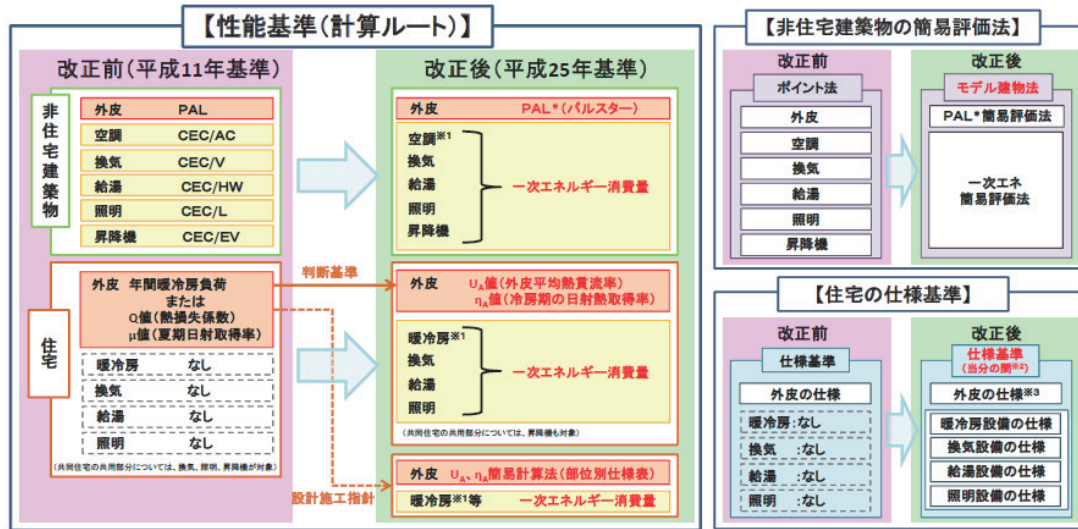 【性能基準(計算ルート)】
改正前(平成11年基準)
改正後(平成25年基準)
非住宅建築物
外皮 PAL
空調 CEC/AC
換気 CEC/V
給湯 CEC/HW
照明 CEC/L
昇降機 CEC/EV
外皮 PAL*(パルスター)
空調※1
換気
給湯
照明
昇降機
一次エネルギー消費量
住宅
外皮 年間暖冷房負荷
または
Q値(熱損失係数)
μ値(夏期日射取得率)
暖冷房 なし
換気 なし
給湯 なし
照明 なし
(共同住宅の共用部分については、換気、照明、昇降機が対象)
判断基準
設計施工指針
外皮 UA値(外皮平均熱貫流率)
ηA値(冷房期の日射熱取得率)
暖冷房※1
換気
給湯
照明
一次エネルギー消費量
(共同住宅の共用部分については、昇降機も対象)
外皮 UA、ηA簡易計算法(部位別仕様表)
暖冷房※1等 一次エネルギー消費量
【非住宅建築物の簡易評価法】
改正前
ポイント法
外皮
空調
換気
給湯
照明
昇降機
改正後
モデル建物法
PAL*簡易評価法
一次エネ
簡易評価法
【住宅の仕様基準】
改正前
仕様基準
外皮の仕様
暖冷房:なし
換気 :なし
給湯 :なし
照明 :なし
改正後
仕様基準
(当分の間※2)
外皮の仕様※3
暖冷房設備の仕様
換気設備の仕様
給湯設備の仕様
照明設備の仕様